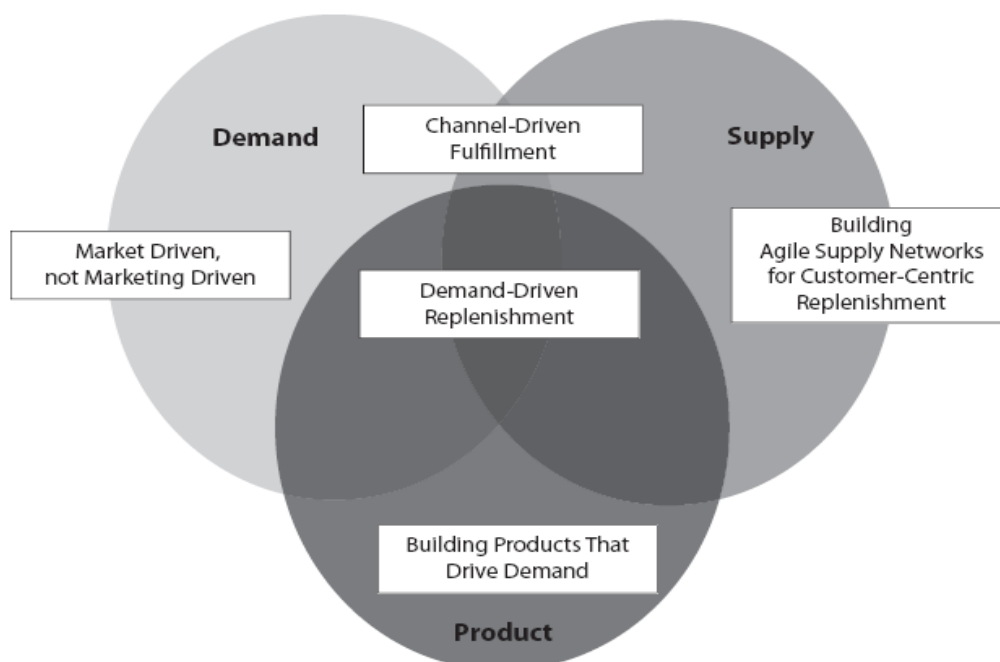 Demand
Channel-Driven
Fulfillment
Supply
Market Driven,
not Marketing Driven
Building
Agile Supply Networks
for Customer-Centric
Replenishment
Demand-Driven
Replenishment
Building Products That
Drive Demand
Product